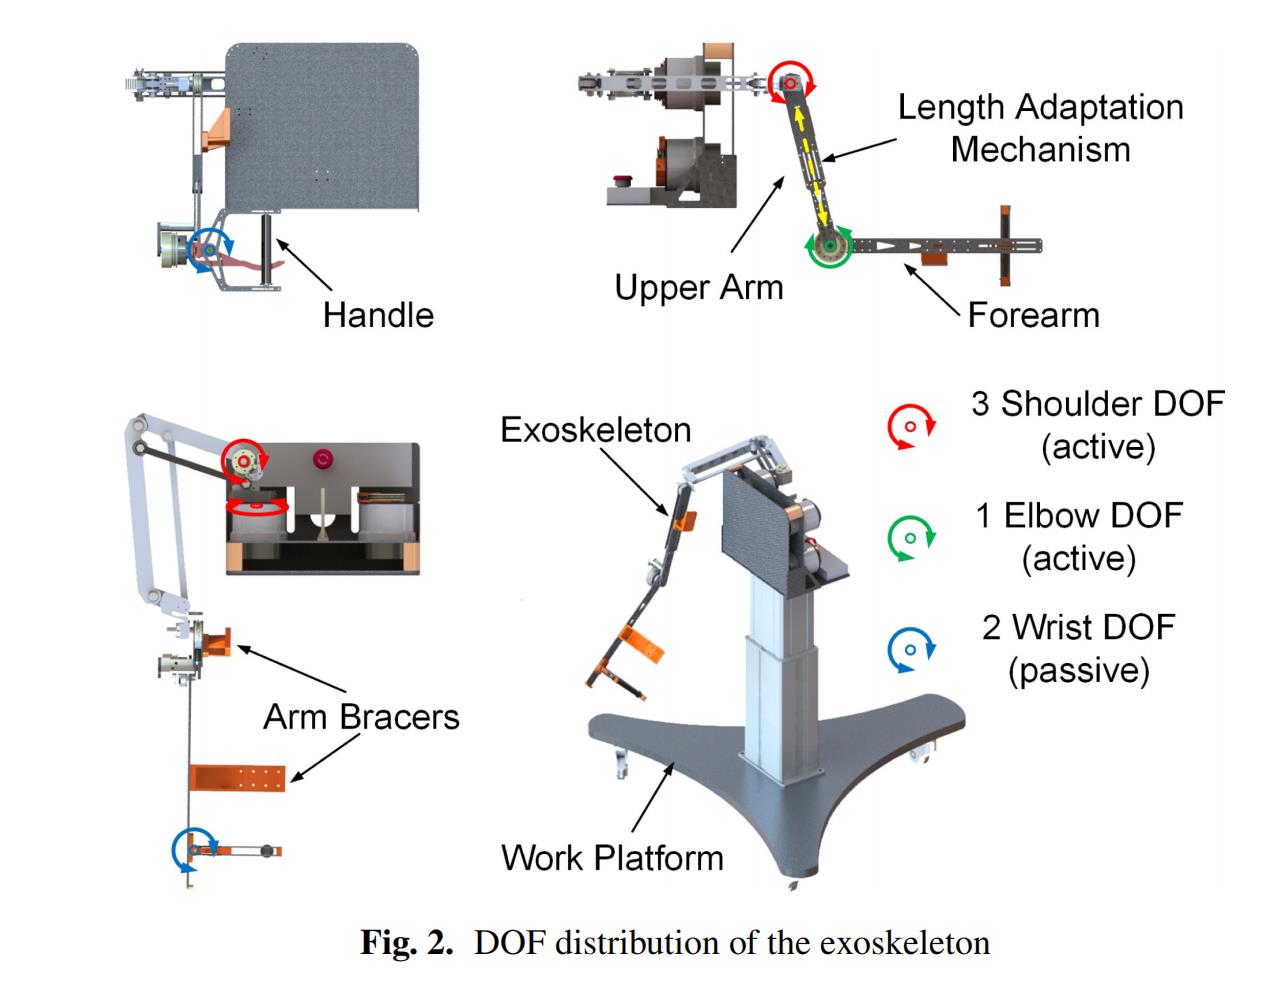 Length Adaptation
Mechanism
Upper Arm
Handle
Forearm
Exoskeleton
3 Shoulder DOF
(active)
1 Elbow DOF
(active)
2 Wrist DOF
(passive)
Arm Bracers
Work Platform
Fig. 2. DOF distribution of the exoskeleton